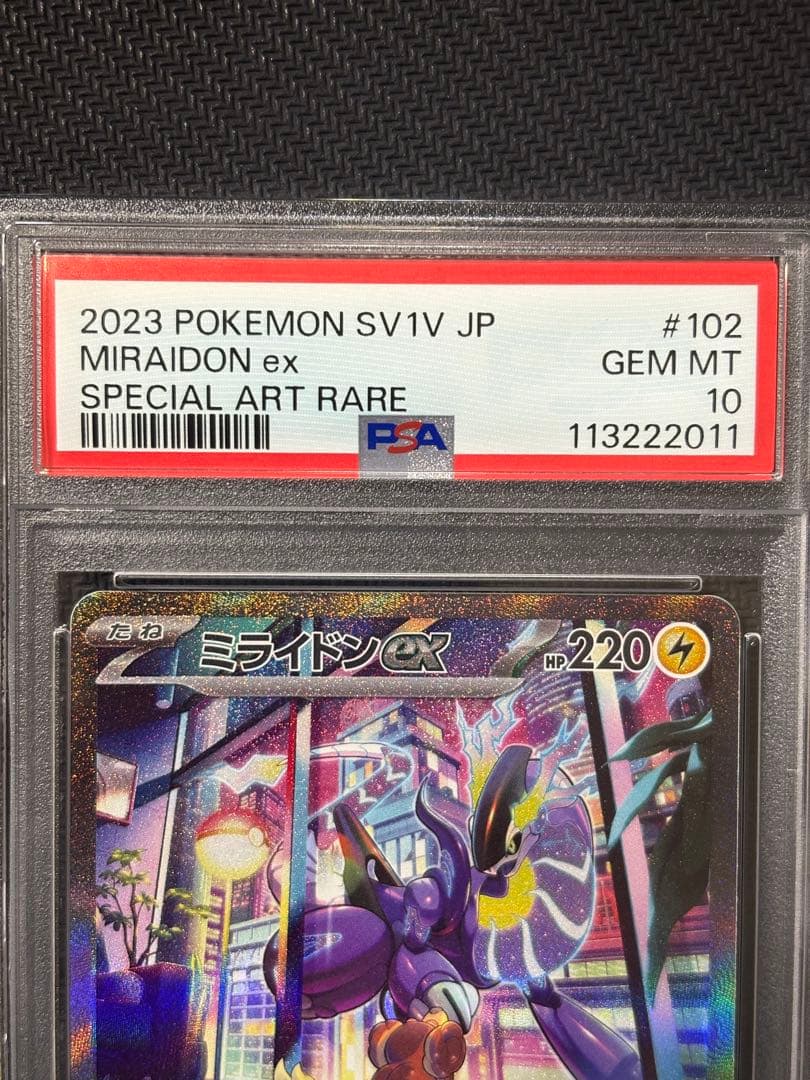 2023 POKEMON SV1V JP #102
MIRAIDON ex GEM MT
SPECIAL ART RARE 10
PSA 113222011
たね ミライドンex HP220